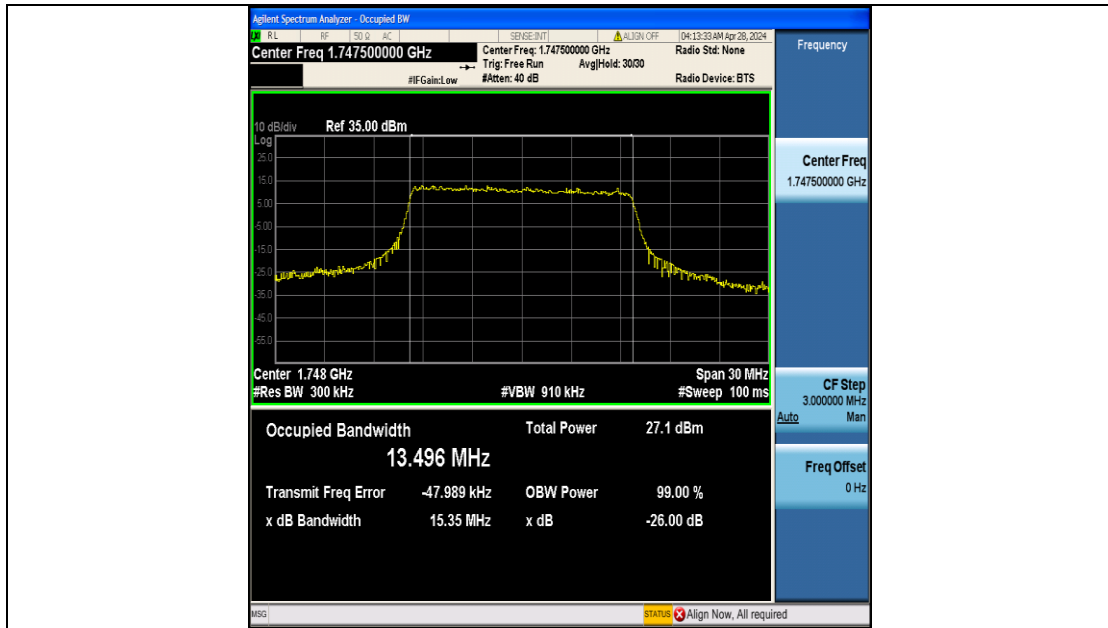 Agilent Spectrum Analyzer - Occupied BW
RL RF 50 Ω AC SENSE:INT ALIGN OFF 04:13:33 AM Apr 28, 2024
Center Freq 1.747500000 GHz
Center Freq: 1.747500000 GHz
Radio Std: None
Trig: Free Run Avg|Hold: 30/30
#IFGain:Low
#Atten: 40 dB
Radio Device: BTS
10 dB/div Ref 35.00 dBm
Log
25.0
15.0
5.00
-5.00
-15.0
-25.0
-35.0
-45.0
-55.0
Center 1.748 GHz Span 30 MHz
#Res BW 300 kHz #VBW 910 kHz #Sweep 100 ms
Occupied Bandwidth Total Power 27.1 dBm
13.496 MHz
Transmit Freq Error -47.989 kHz OBW Power 99.00 %
x dB Bandwidth 15.35 MHz x dB -26.00 dB
Frequency
Center Freq
1.747500000 GHz
CF Step
3.000000 MHz
Auto Man
Freq Offset
0 Hz
MSG STATUS Align Now, All required